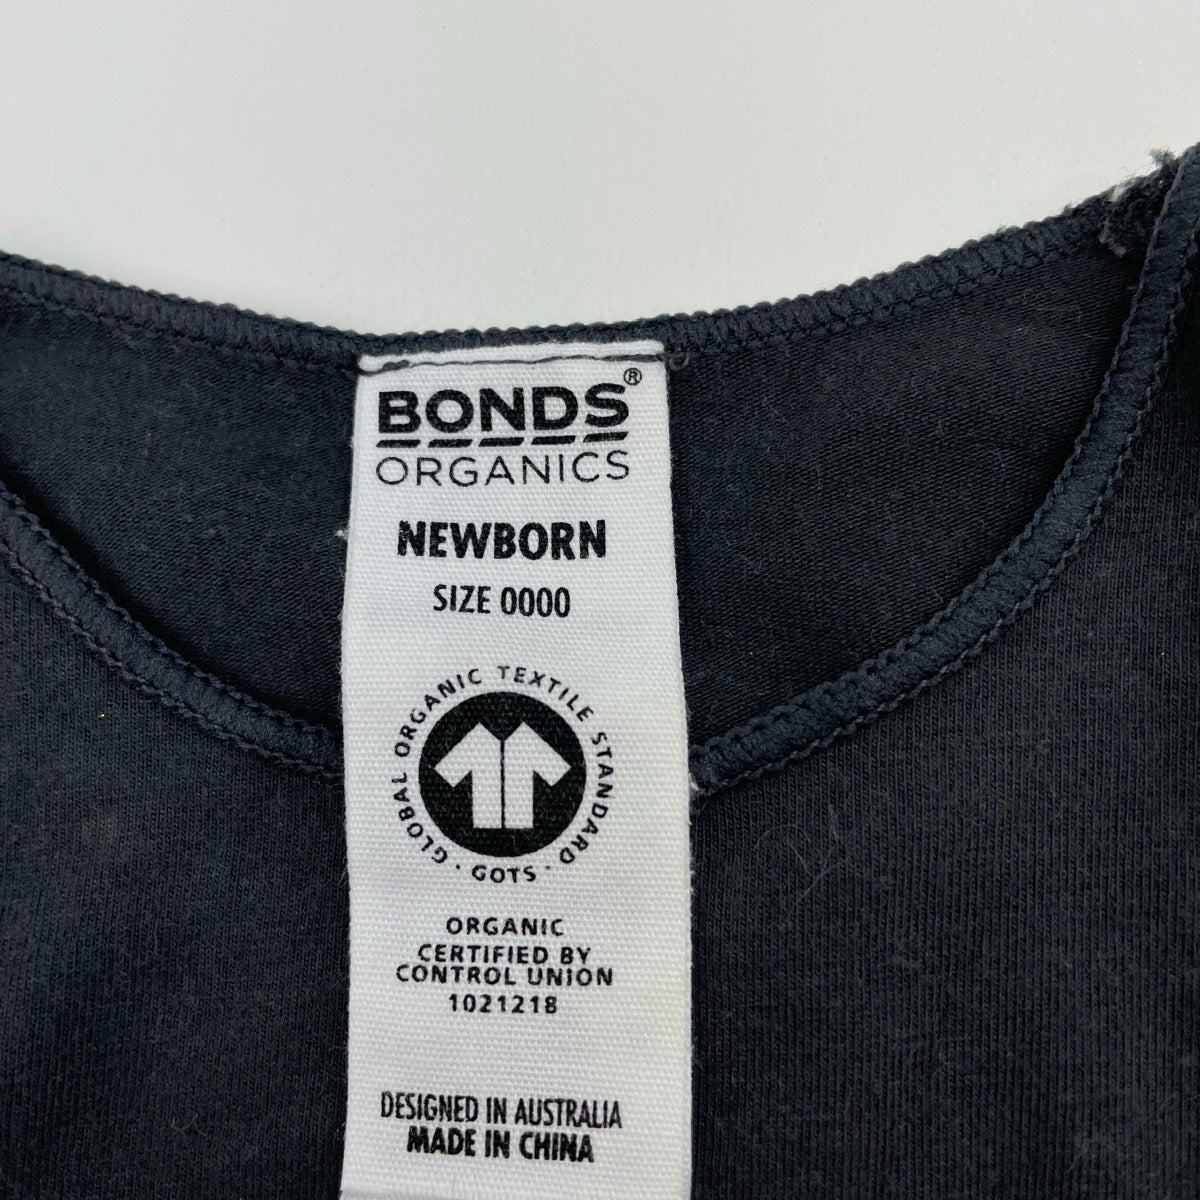 BONDS®
ORGANICS
NEWBORN
SIZE 0000
GLOBAL ORGANIC TEXTILE STANDARD · GOTS ·
ORGANIC
CERTIFIED BY
CONTROL UNION
1021218
DESIGNED IN AUSTRALIA
MADE IN CHINA